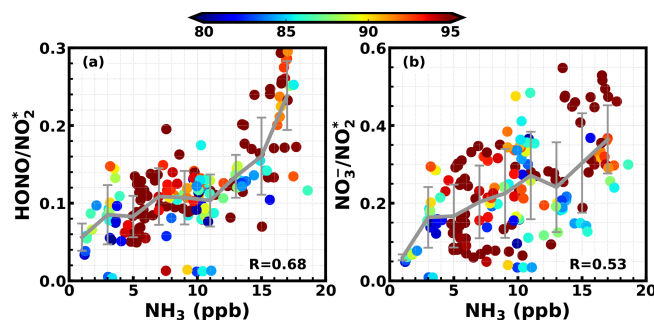 80 85 90 95
0.3 (a) 0.6 (b)
0.2 0.4
0.1 0.2
0.0 0.0
HONO/NO₂* NO₃⁻/NO₂*
R=0.68 R=0.53
0 5 10 15 20 0 5 10 15 20
NH₃ (ppb) NH₃ (ppb)